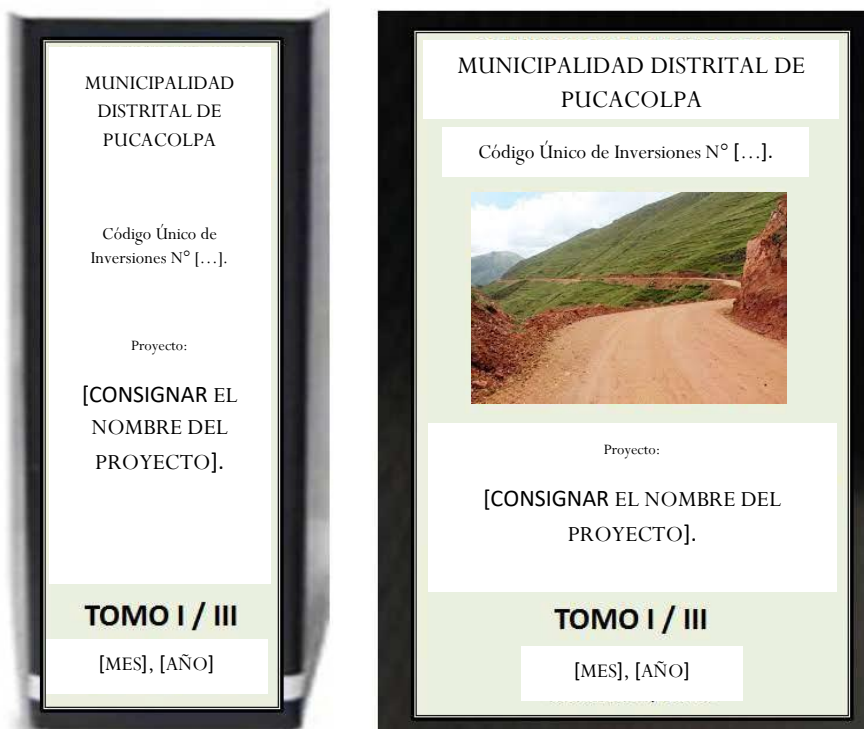 MUNICIPALIDAD
DISTRITAL DE
PUCACOLPA
Código Único de
Inversiones N° [...].
Proyecto:
[CONSIGNAR EL
NOMBRE DEL
PROYECTO].
TOMO I / III
[MES], [AÑO]
MUNICIPALIDAD DISTRITAL DE
PUCACOLPA
Código Único de Inversiones N° [...].
Proyecto:
[CONSIGNAR EL NOMBRE DEL
PROYECTO].
TOMO I / III
[MES], [AÑO]